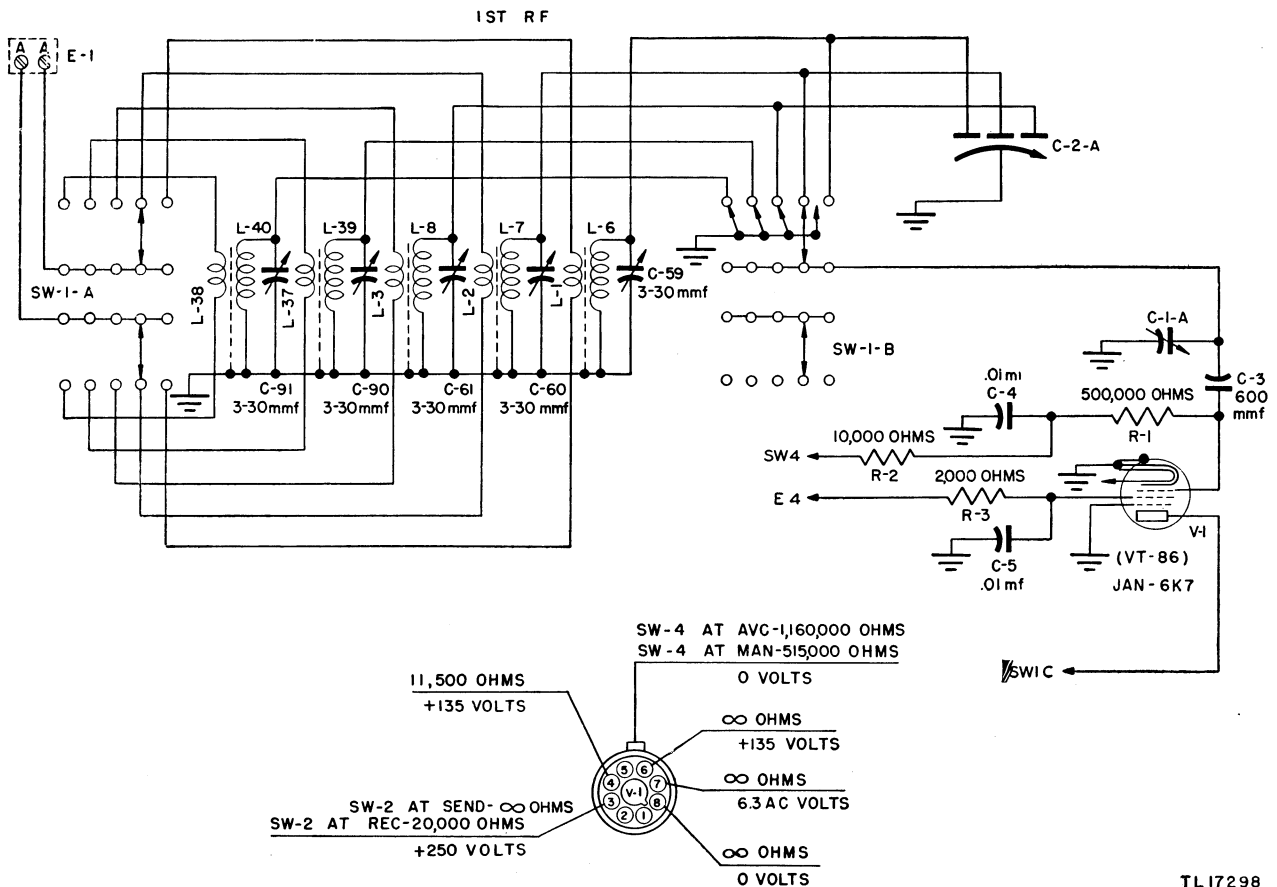 1ST RF
A A E-1
C-2-A
L-40
L-39
L-8
L-7
L-6
C-59
3-30mmf
SW-1-A
L-38
L-37
L-3
L-2
L-1
SW-1-B
C-1-A
C-91
3-30mmf
C-90
3-30mmf
C-61
3-30mmf
C-60
3-30mmf
C-3
600
mmf
.01mı
C-4
500,000 OHMS
R-1
10,000 OHMS
SW4
R-2
2,000 OHMS
E4
R-3
C-5
.01mf
V-1
(VT-86)
JAN-6K7
SW1C
SW-4 AT AVC-1,160,000 OHMS
SW-4 AT MAN-515,000 OHMS
0 VOLTS
11,500 OHMS
+135 VOLTS
∞ OHMS
+135 VOLTS
∞ OHMS
6.3 AC VOLTS
SW-2 AT SEND-∞ OHMS
SW-2 AT REC-20,000 OHMS
+250 VOLTS
5 6
4 7
V-1
3 8
2 1
∞ OHMS
0 VOLTS
TL17298